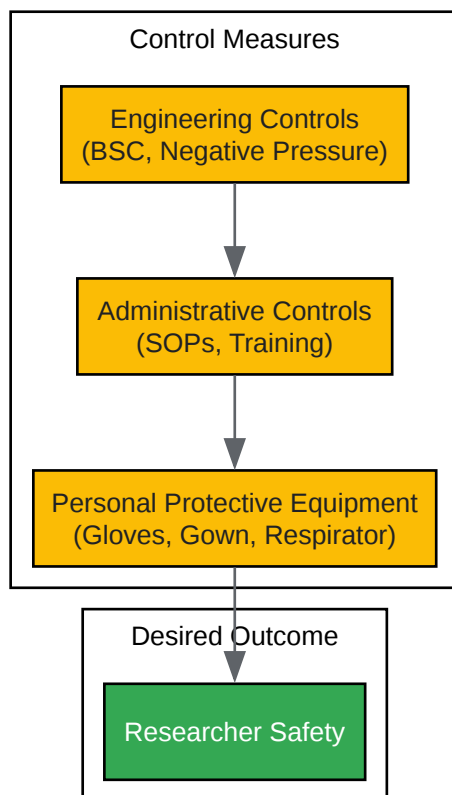 Control Measures
Engineering Controls
(BSC, Negative Pressure)
Administrative Controls
(SOPs, Training)
Personal Protective Equipment
(Gloves, Gown, Respirator)
Desired Outcome
Researcher Safety